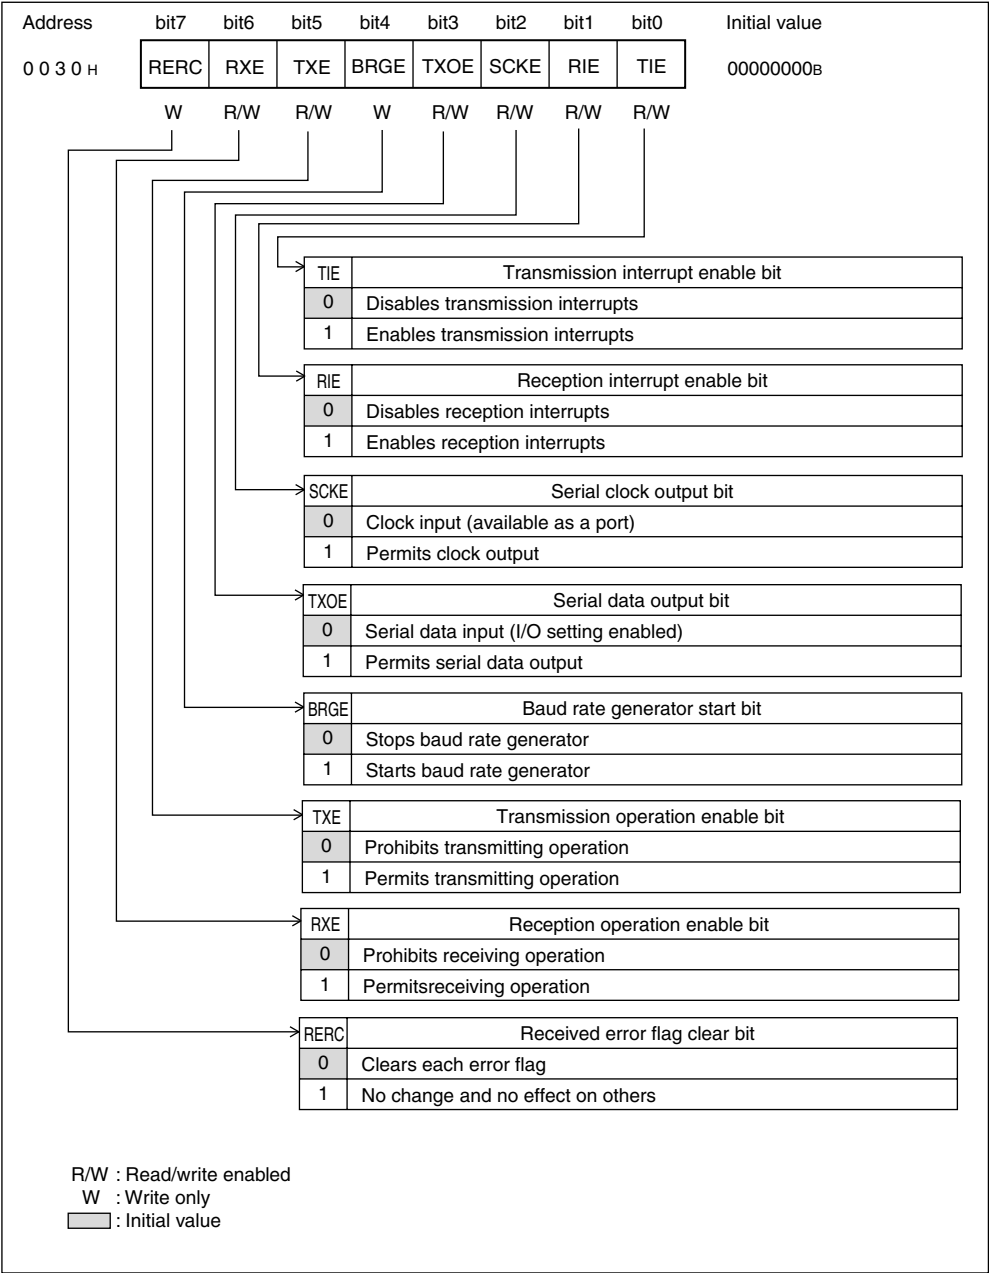 Address bit7 bit6 bit5 bit4 bit3 bit2 bit1 bit0 Initial value
0 0 3 0 H RERC RXE TXE BRGE TXOE SCKE RIE TIE 00000000B
W R/W R/W W R/W R/W R/W R/W
TIE Transmission interrupt enable bit
0 Disables transmission interrupts
1 Enables transmission interrupts
RIE Reception interrupt enable bit
0 Disables reception interrupts
1 Enables reception interrupts
SCKE Serial clock output bit
0 Clock input (available as a port)
1 Permits clock output
TXOE Serial data output bit
0 Serial data input (I/O setting enabled)
1 Permits serial data output
BRGE Baud rate generator start bit
0 Stops baud rate generator
1 Starts baud rate generator
TXE Transmission operation enable bit
0 Prohibits transmitting operation
1 Permits transmitting operation
RXE Reception operation enable bit
0 Prohibits receiving operation
1 Permitsreceiving operation
RERC Received error flag clear bit
0 Clears each error flag
1 No change and no effect on others
R/W : Read/write enabled
W : Write only
: Initial value